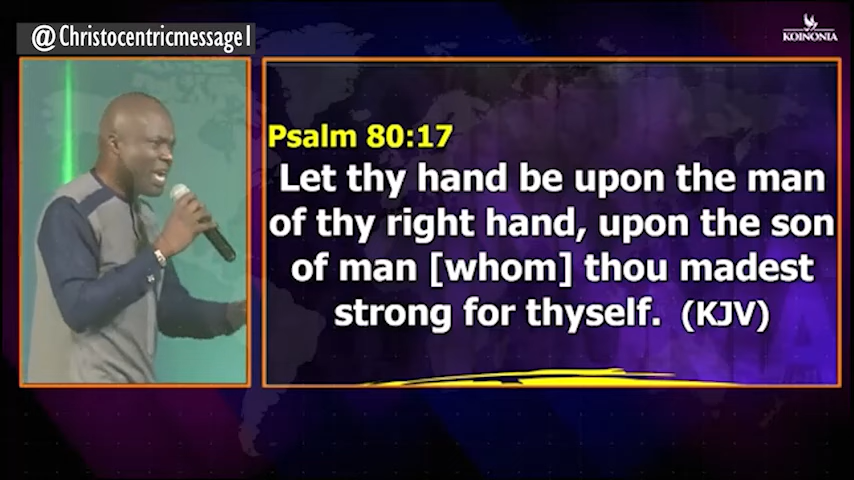 @Christocentricmessage1
KOINONIA
Psalm 80:17
Let thy hand be upon the man
of thy right hand, upon the son
of man [whom] thou madest
strong for thyself. (KJV)